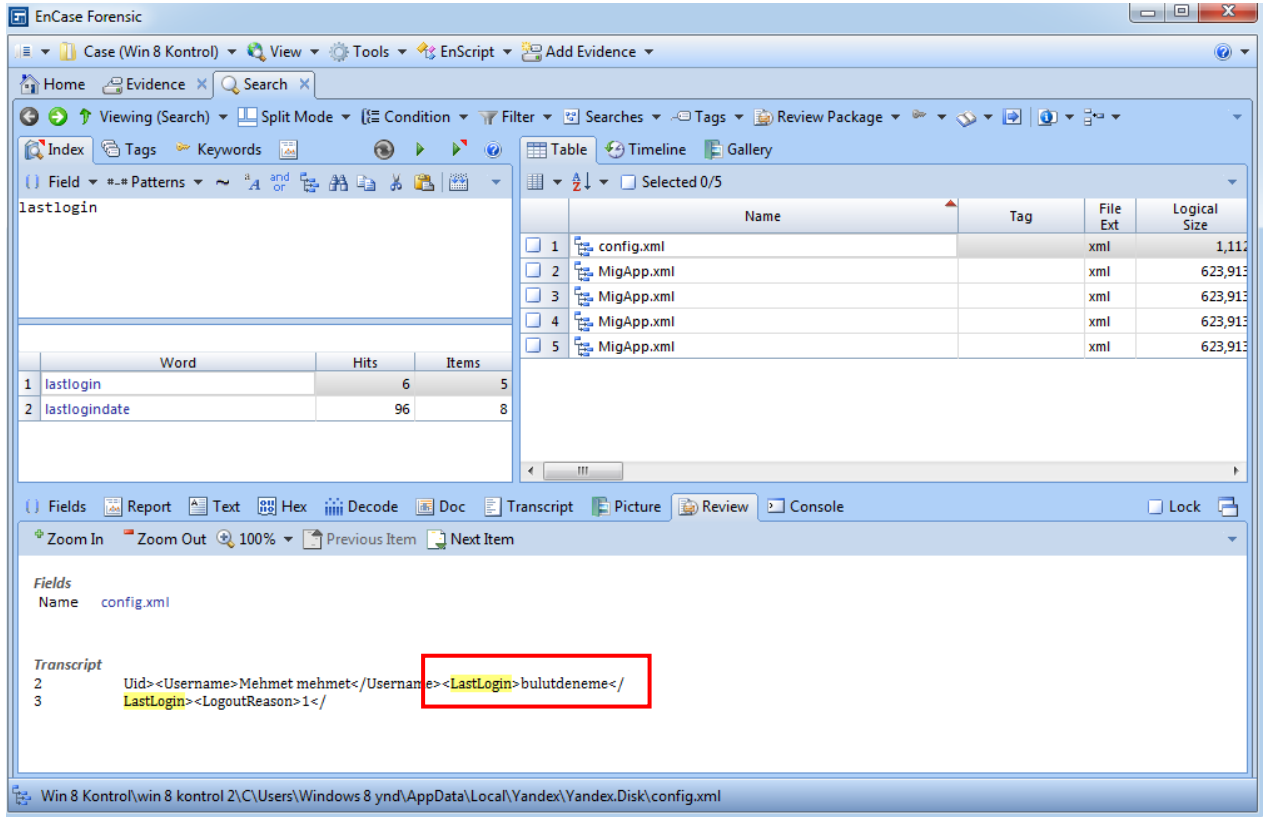 EnCase Forensic
Case (Win 8 Kontrol) View Tools EnScript Add Evidence
Home Evidence Search
Viewing (Search) Split Mode Condition Filter Searches Tags Review Package
Index Tags Keywords
Table Timeline Gallery
Field #-# Patterns and or
Selected 0/5
lastlogin
Name Tag File Ext Logical Size
1 config.xml xml 1,112
2 MigApp.xml xml 623,913
3 MigApp.xml xml 623,913
4 MigApp.xml xml 623,913
5 MigApp.xml xml 623,913
Word Hits Items
1 lastlogin 6 5
2 lastlogindate 96 8
Fields Report Text Hex Decode Doc Transcript Picture Review Console Lock
Zoom In Zoom Out 100% Previous Item Next Item
Fields
Name config.xml
Transcript
2 Uid><Username>Mehmet mehmet</Username><LastLogin>bulutdeneme</
3 LastLogin><LogoutReason>1</
Win 8 Kontrol\win 8 kontrol 2\C\Users\Windows 8 ynd\AppData\Local\Yandex\Yandex.Disk\config.xml